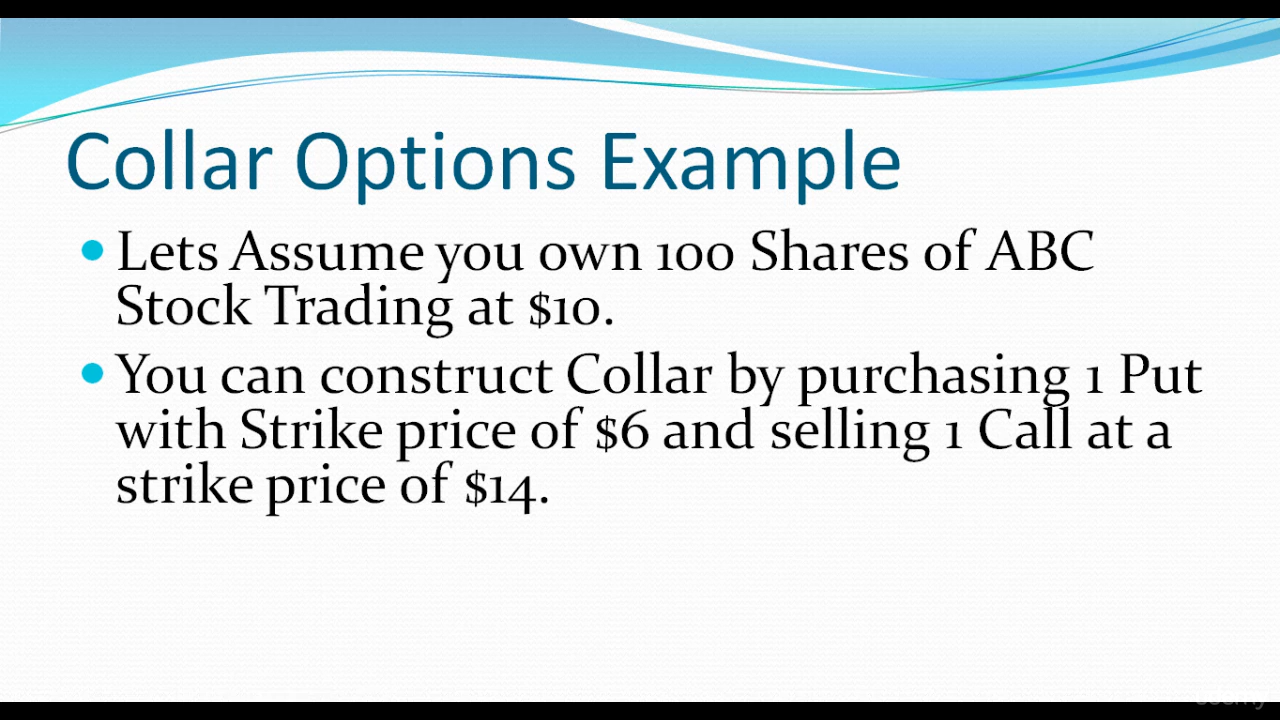 Collar Options Example
Lets Assume you own 100 Shares of ABC
Stock Trading at $10.
You can construct Collar by purchasing 1 Put
with Strike price of $6 and selling 1 Call at a
strike price of $14.